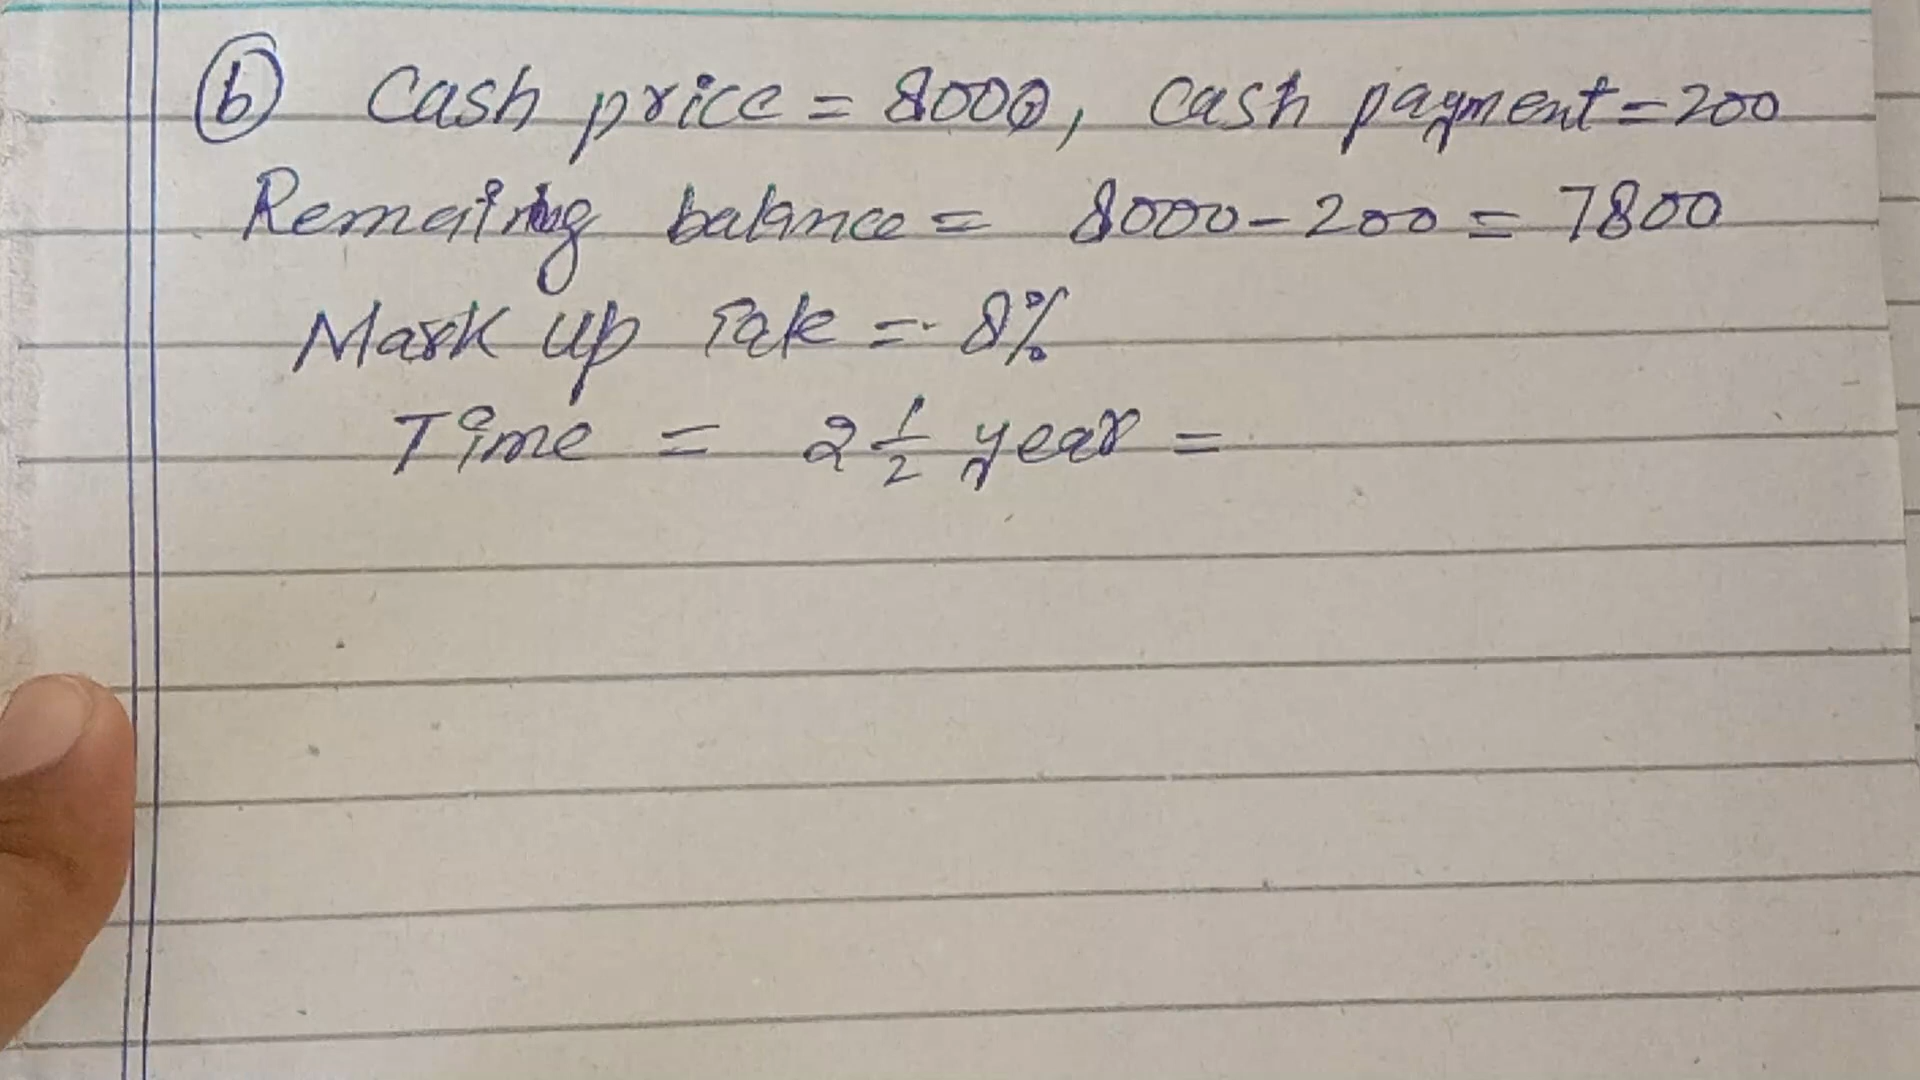 (b) Cash price = 8000, Cash payment = 200
Remaining balance = 8000 - 200 = 7800
Mark up rate = 8%
Time = 2 1/2 year =